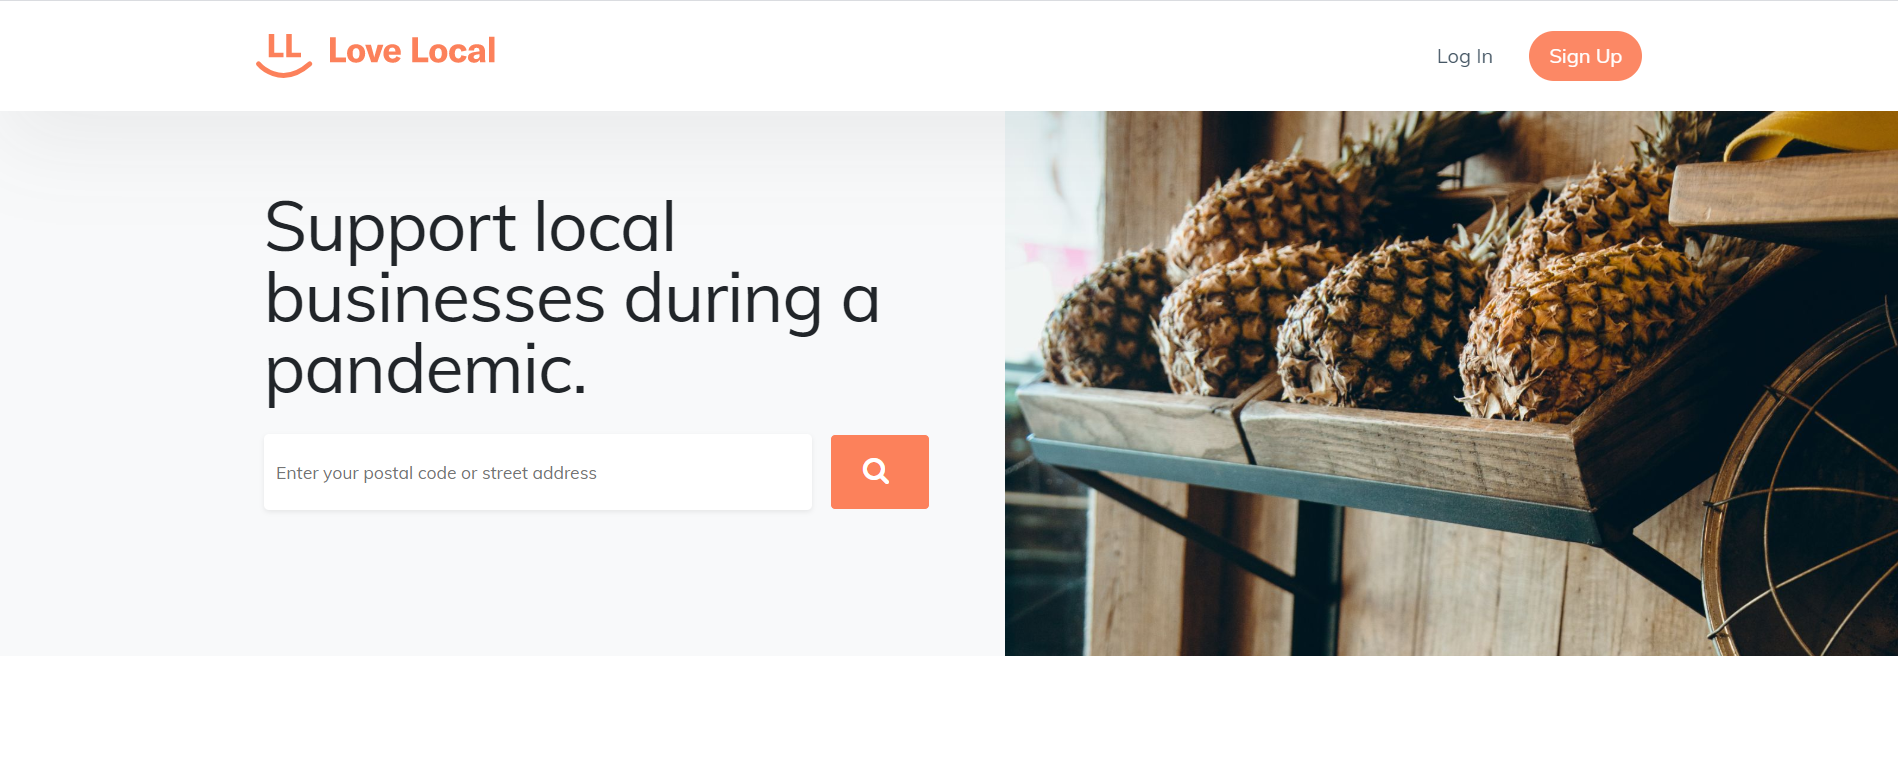 LL Love Local
Log In
Sign Up
Support local
businesses during a
pandemic.
Enter your postal code or street address